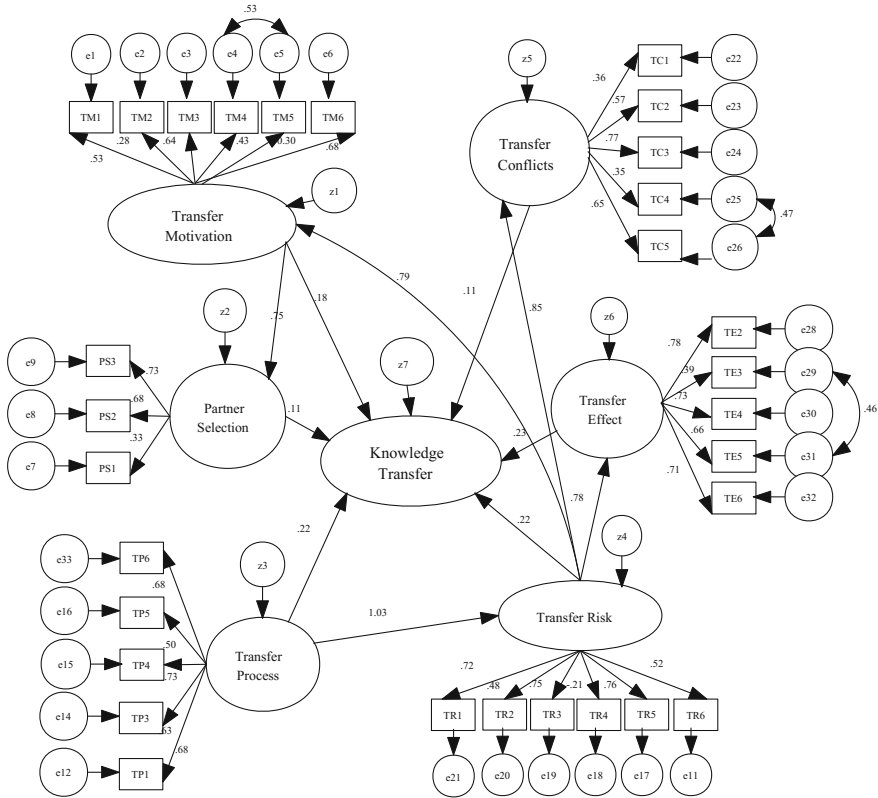 .53
e1
e2
e3
e4
e5
e6
TM1
TM2
TM3
TM4
TM5
TM6
.53
.28
.64
.43
0.30
.68
Transfer
Motivation
z1
z5
Transfer
Conflicts
.36
.57
.77
.35
.65
TC1
TC2
TC3
TC4
TC5
e22
e23
e24
e25
e26
.47
.79
.18
.75
.11
.85
z2
Partner
Selection
e9
PS3
.73
e8
PS2
.68
e7
PS1
.33
.11
z7
Knowledge
Transfer
z6
Transfer
Effect
.78
.39
.73
.66
.71
TE2
TE3
TE4
TE5
TE6
e28
e29
e30
e31
e32
.46
.23
.78
.22
.22
z3
Transfer
Process
e33
TP6
.68
e16
TP5
.50
e15
TP4
.73
e14
TP3
.63
e12
TP1
.68
1.03
z4
Transfer Risk
.72
.48
.75
-.21
.76
.52
TR1
TR2
TR3
TR4
TR5
TR6
e21
e20
e19
e18
e17
e11